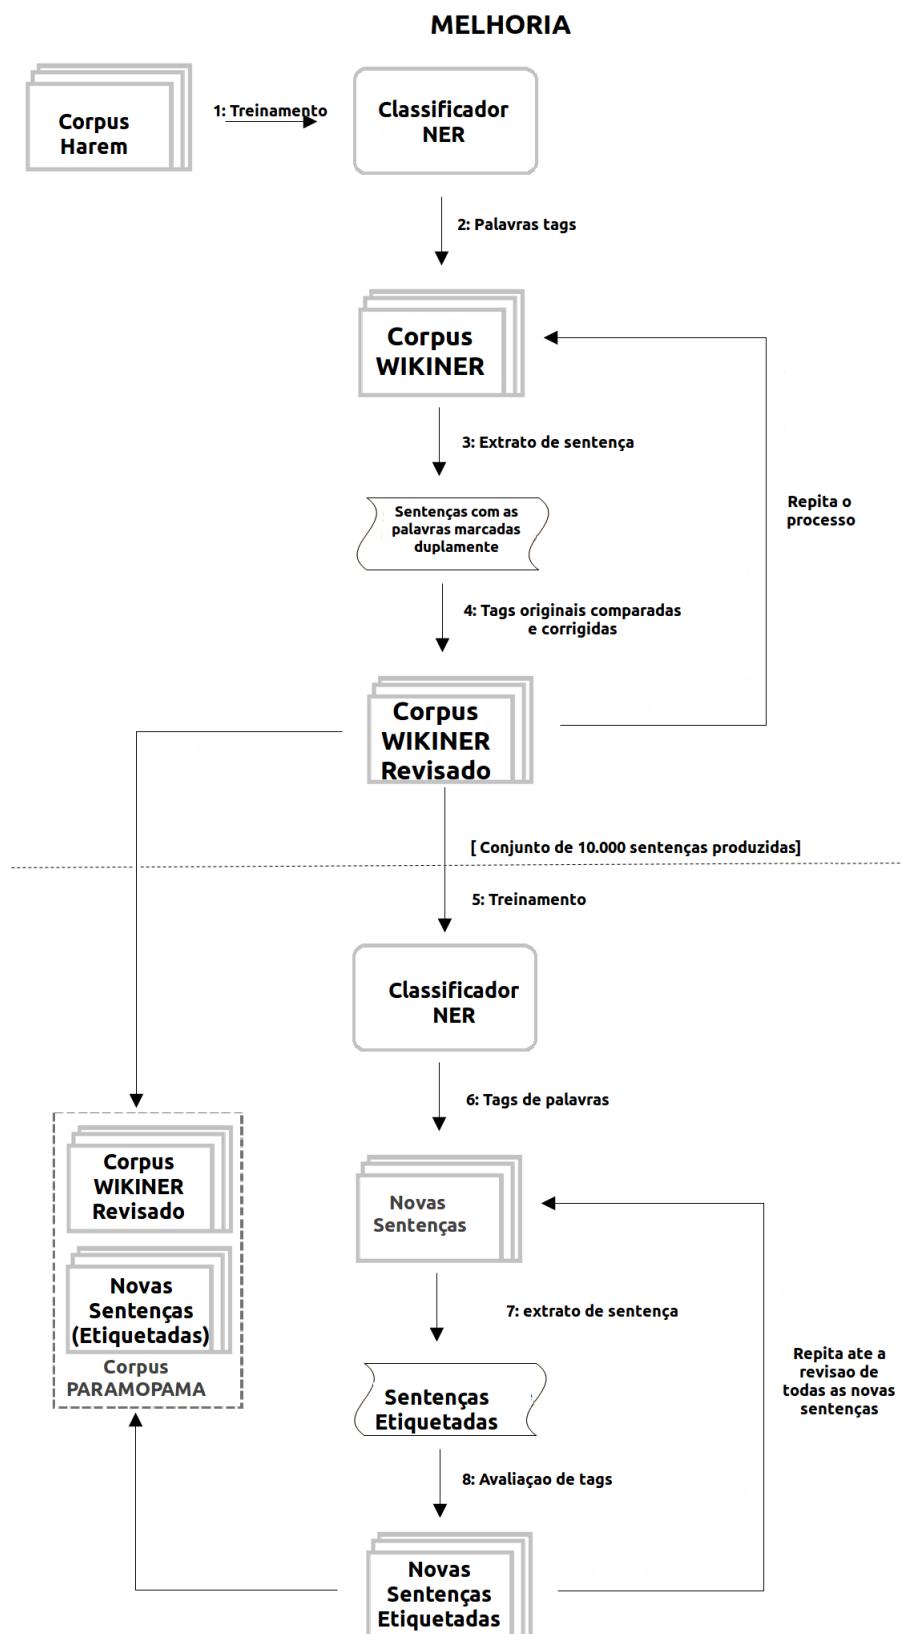 MELHORIA
Corpus
Harem
1: Treinamento
Classificador
NER
2: Palavras tags
Corpus
WIKINER
3: Extrato de sentença
Sentenças com as
palavras marcadas
duplamente
Repita o
processo
4: Tags originais comparadas
e corrigidas
Corpus
WIKINER
Revisado
[ Conjunto de 10.000 sentenças produzidas]
5: Treinamento
Classificador
NER
6: Tags de palavras
Corpus
WIKINER
Revisado
Novas
Sentenças
(Etiquetadas)
Corpus
PARAMOPAMA
Novas
Sentenças
7: extrato de sentença
Sentenças
Etiquetadas
Repita ate a
revisao de
todas as novas
sentenças
8: Avaliaçao de tags
Novas
Sentenças
Etiquetadas